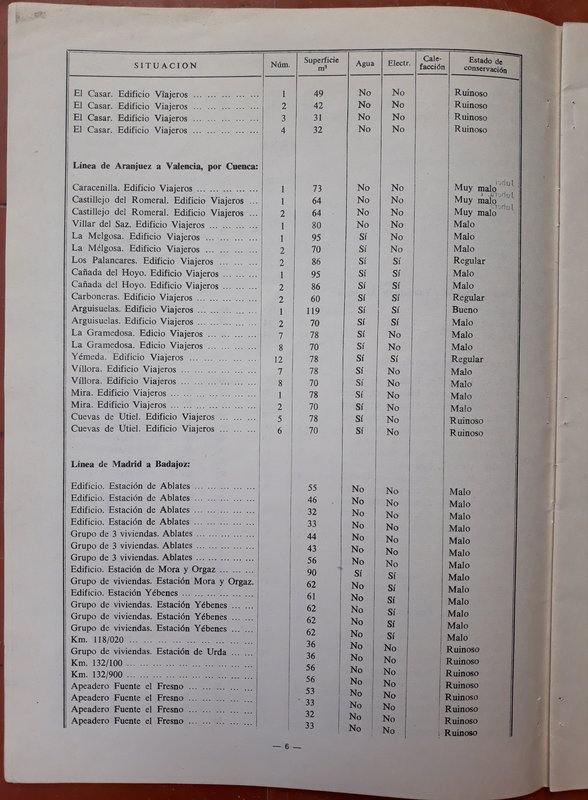 SITUACION Núm. Superficie m² Agua Electr. Cale- facción Estado de conservación
El Casar. Edificio Viajeros ... ... ... ... ... ... 1 49 No No Ruinoso
El Casar. Edificio Viajeros ... ... ... ... ... ... 2 42 No No Ruinoso
El Casar. Edificio Viajeros ... ... ... ... ... ... 3 31 No No Ruinoso
El Casar. Edificio Viajeros ... ... ... ... ... ... 4 32 No No Ruinoso
Línea de Aranjuez a Valencia, por Cuenca:
Caracenilla. Edificio Viajeros ... ... ... ... ... 1 73 No No Muy malo
Castillejo del Romeral. Edificio Viajeros ... 1 64 No No Muy malo
Castillejo del Romeral. Edificio Viajeros ... 2 64 No No Muy malo
Villar del Saz. Edificio Viajeros ... ... ... ... 1 80 No No Malo
La Melgosa. Edificio Viajeros ... ... ... ... ... 1 95 Sí No Malo
La Mélgosa. Edificio Viajeros ... ... ... ... ... 2 70 Sí No Malo
Los Palancares. Edificio Viajeros ... ... ... ... 2 86 Sí Sí Regular
Cañada del Hoyo. Edificio Viajeros ... ... ... 1 95 Sí Sí Malo
Cañada del Hoyo. Edificio Viajeros ... ... ... 2 86 Sí Sí Malo
Carboneras. Edificio Viajeros ... ... ... ... ... 2 60 Sí Sí Regular
Arguisuelas. Edificio Viajeros ... ... ... ... ... 1 119 Sí Sí Bueno
Arguisuelas. Edificio Viajeros ... ... ... ... ... 2 70 Sí Sí Malo
La Gramedosa. Edicio Viajeros ... ... ... ... 7 78 Sí No Malo
La Gramedosa. Edicio Viajeros ... ... ... ... 8 70 Sí No Malo
Yémeda. Edificio Viajeros ... ... ... ... ... ... 12 78 Sí Sí Regular
Víllora. Edificio Viajeros ... ... ... ... ... ... 7 78 Sí No Malo
Víllora. Edificio Viajeros ... ... ... ... ... ... 8 70 Sí No Malo
Mira. Edificio Viajeros ... ... ... ... ... ... ... 1 78 Sí No Malo
Mira. Edificio Viajeros ... ... ... ... ... ... ... 2 70 Sí No Malo
Cuevas de Utiel. Edificio Viajeros ... ... ... 5 78 Sí No Ruinoso
Cuevas de Utiel. Edificio Viajeros ... ... ... 6 70 Sí No Ruinoso
Línea de Madrid a Badajoz:
Edificio. Estación de Ablates ... ... ... ... ... 55 No No Malo
Edificio. Estación de Ablates ... ... ... ... ... 46 No No Malo
Edificio. Estación de Ablates ... ... ... ... ... 32 No No Malo
Edificio. Estación de Ablates ... ... ... ... ... 33 No No Malo
Grupo de 3 viviendas. Ablates ... ... ... ... ... 44 No No Malo
Grupo de 3 viviendas. Ablates ... ... ... ... ... 43 No No Malo
Grupo de 3 viviendas. Ablates ... ... ... ... ... 56 No No Malo
Edificio. Estación de Mora y Orgaz ... ... ... 90 Sí Sí Malo
Grupo de viviendas. Estación Mora y Orgaz. 62 No Sí Malo
Edificio. Estación Yébenes ... ... ... ... ... ... 61 No Sí Malo
Grupo de viviendas. Estación Yébenes ... ... 62 No Sí Malo
Grupo de viviendas. Estación Yébenes ... ... 62 No Sí Malo
Grupo de viviendas. Estación Yébenes ... ... 62 No Sí Malo
Km. 118/020 ... ... ... ... ... ... ... ... ... ... 36 No No Ruinoso
Grupo de viviendas. Estación de Urda ... ... 36 No No Ruinoso
Km. 132/100 ... ... ... ... ... ... ... ... ... ... 56 No No Ruinoso
Km. 132/900 ... ... ... ... ... ... ... ... ... ... 56 No No Ruinoso
Apeadero Fuente el Fresno ... ... ... ... ... ... 53 No No Ruinoso
Apeadero Fuente el Fresno ... ... ... ... ... ... 33 No No Ruinoso
Apeadero Fuente el Fresno ... ... ... ... ... ... 32 No No Ruinoso
Apeadero Fuente el Fresno ... ... ... ... ... ... 33 No No Ruinoso
— 6 —